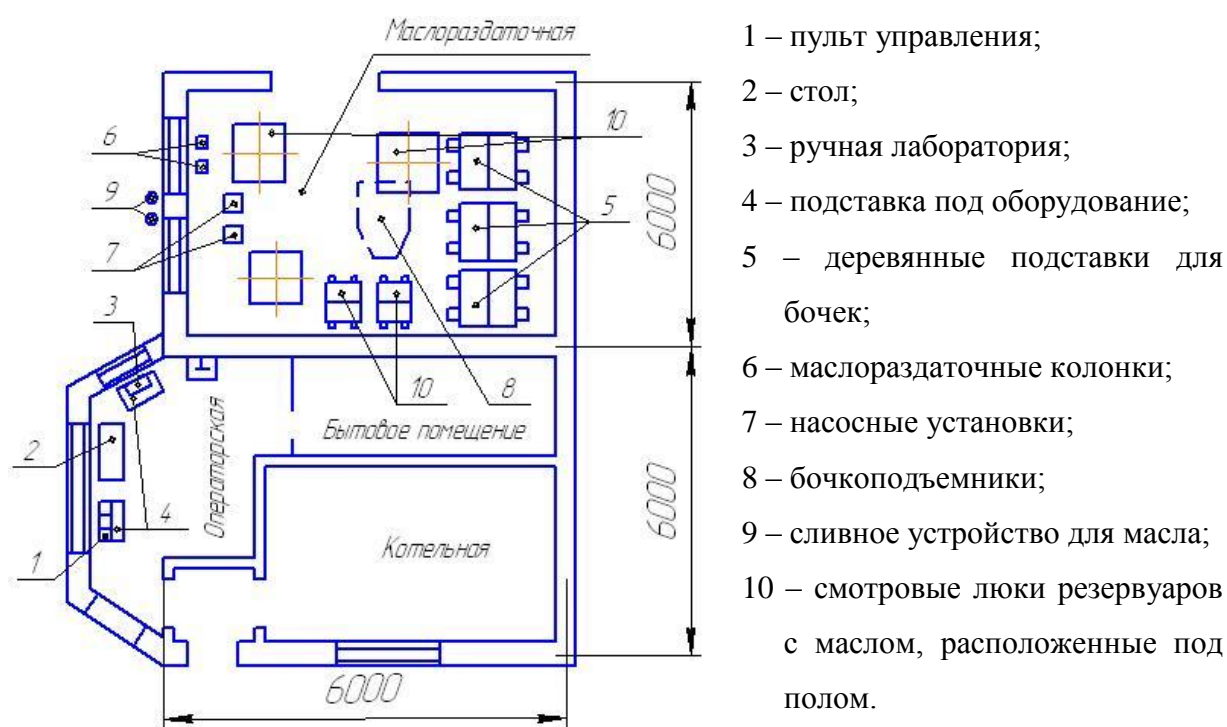 Маслораздаточная
6
9
7
3
2
1
4
10
5
10
8
Операторская
Бытовое помещение
Котельная
6000
6000
6000
1 – пульт управления;
2 – стол;
3 – ручная лаборатория;
4 – подставка под оборудование;
5 – деревянные подставки для
бочек;
6 – маслораздаточные колонки;
7 – насосные установки;
8 – бочкоподъемники;
9 – сливное устройство для масла;
10 – смотровые люки резервуаров
с маслом, расположенные под
полом.